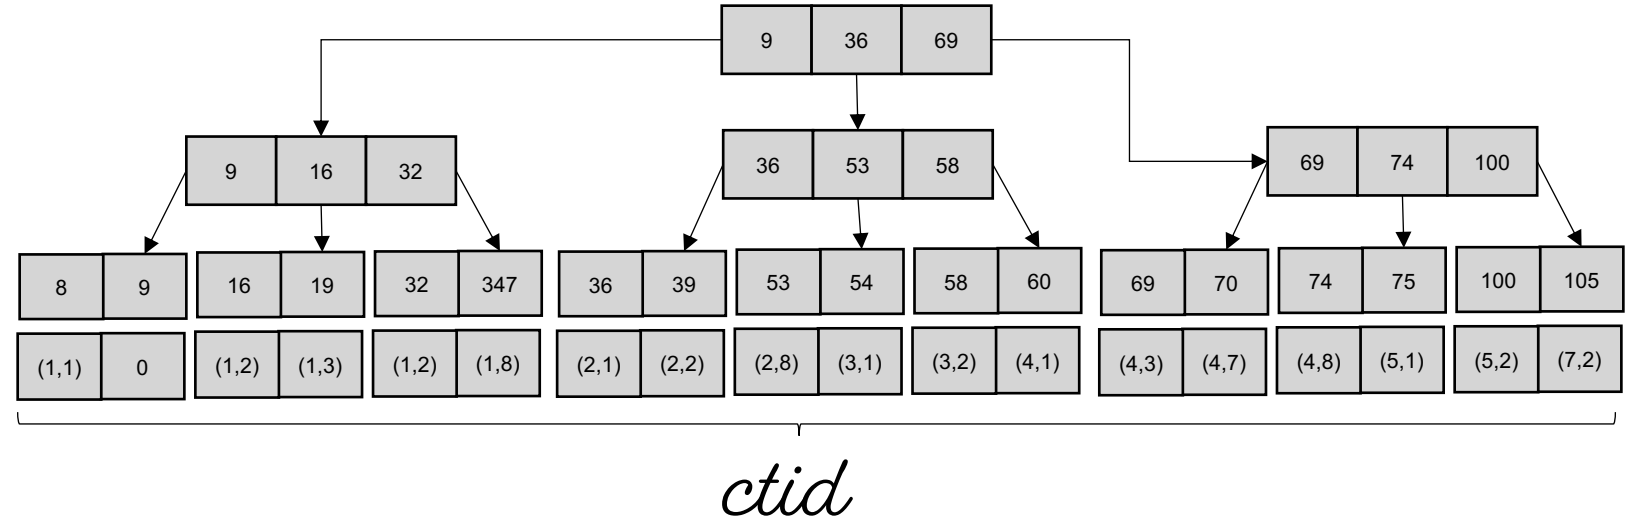 9 36 69
9 16 32
36 53 58
69 74 100
8 9 16 19 32 347 36 39 53 54 58 60 69 70 74 75 100 105
(1,1) 0 (1,2) (1,3) (1,2) (1,8) (2,1) (2,2) (2,8) (3,1) (3,2) (4,1) (4,3) (4,7) (4,8) (5,1) (5,2) (7,2)
ctid